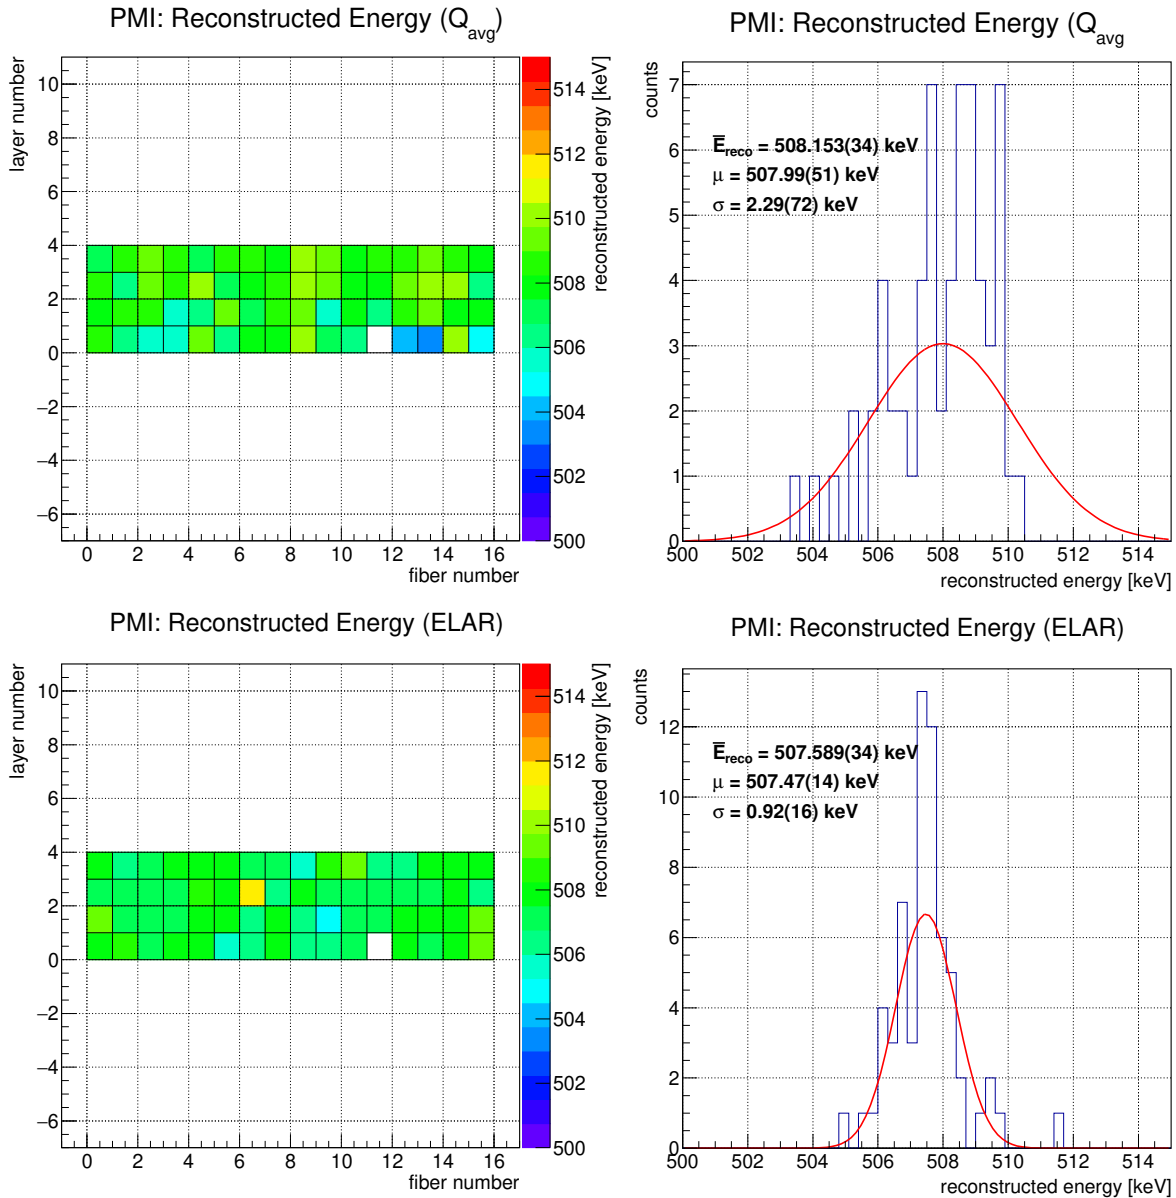 PMI: Reconstructed Energy (Q_avg)
layer number
10
8
6
4
2
0
−2
−4
−6
0 2 4 6 8 10 12 14 16
fiber number
514
512
510
508
506
504
502
500
reconstructed energy [keV]
PMI: Reconstructed Energy (Q_avg
counts
7
6
5
4
3
2
1
0
E̅_reco = 508.153(34) keV
μ = 507.99(51) keV
σ = 2.29(72) keV
500 502 504 506 508 510 512 514
reconstructed energy [keV]
PMI: Reconstructed Energy (ELAR)
layer number
10
8
6
4
2
0
−2
−4
−6
0 2 4 6 8 10 12 14 16
fiber number
514
512
510
508
506
504
502
500
reconstructed energy [keV]
PMI: Reconstructed Energy (ELAR)
counts
12
10
8
6
4
2
0
E̅_reco = 507.589(34) keV
μ = 507.47(14) keV
σ = 0.92(16) keV
500 502 504 506 508 510 512 514
reconstructed energy [keV]